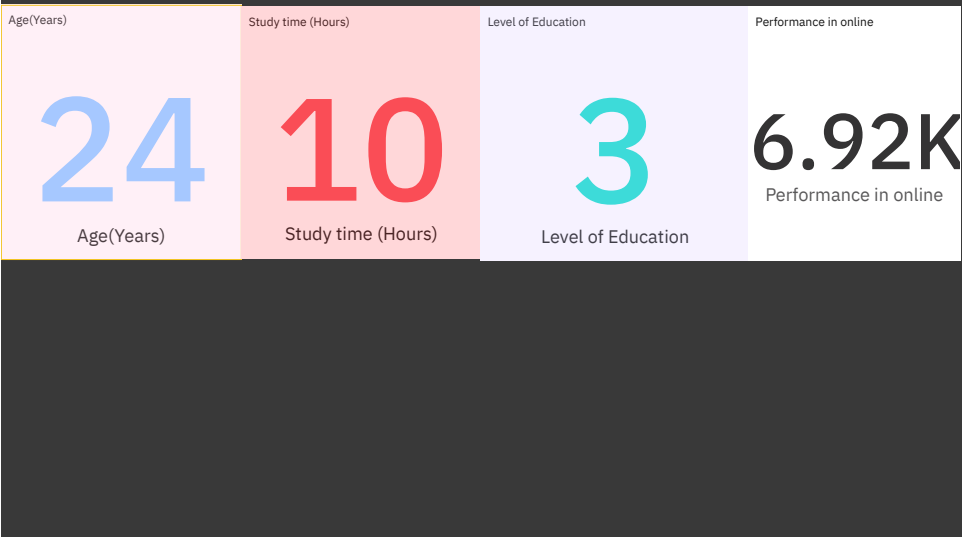 Age(Years)
24
Age(Years)
Study time (Hours)
10
Study time (Hours)
Level of Education
3
Level of Education
Performance in online
6.92K
Performance in online